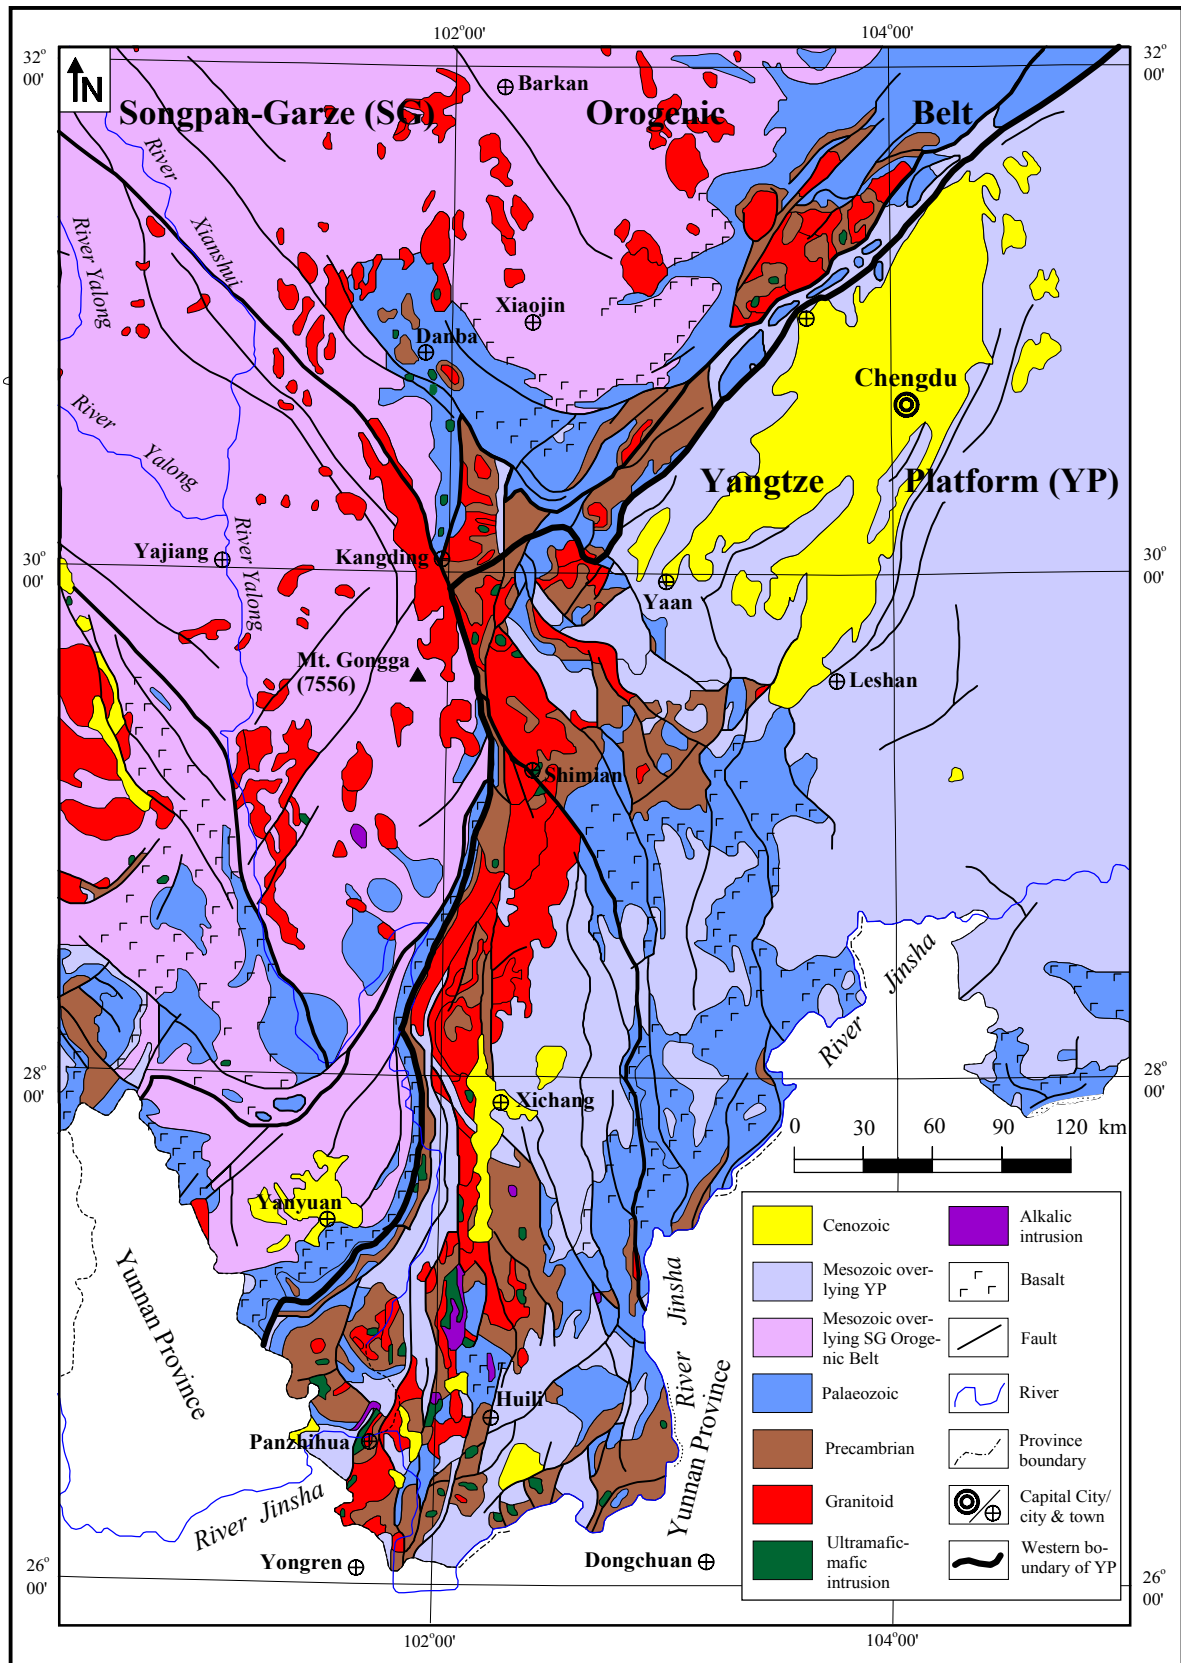 102°00'
104°00'
32°
00'
32°
00'
N
Barkan
Songpan-Garze (SG)
Orogenic
Belt
River
Xianshui
River Yalong
Xiaojin
Danba
Chengdu
River
Yalong
Yangtze
Platform (YP)
River Yalong
Yajiang
Kangding
30°
00'
30°
00'
Yaan
Mt. Gongga
(7556)
Leshan
Shimian
River
Jinsha
28°
00'
28°
00'
Xichang
0 30 60 90 120 km
Yanyuan
Yunnan Province
River
Jinsha
Yunnan Province
Huili
Panzhihua
River Jinsha
Yongren
Dongchuan
26°
00'
26°
00'
102°00'
104°00'
Cenozoic
Mesozoic over-
lying YP
Mesozoic over-
lying SG Oroge-
nic Belt
Palaeozoic
Precambrian
Granitoid
Ultramafic-
mafic
intrusion
Alkalic
intrusion
Basalt
Fault
River
Province
boundary
Capital City/
city & town
Western bo-
undary of YP